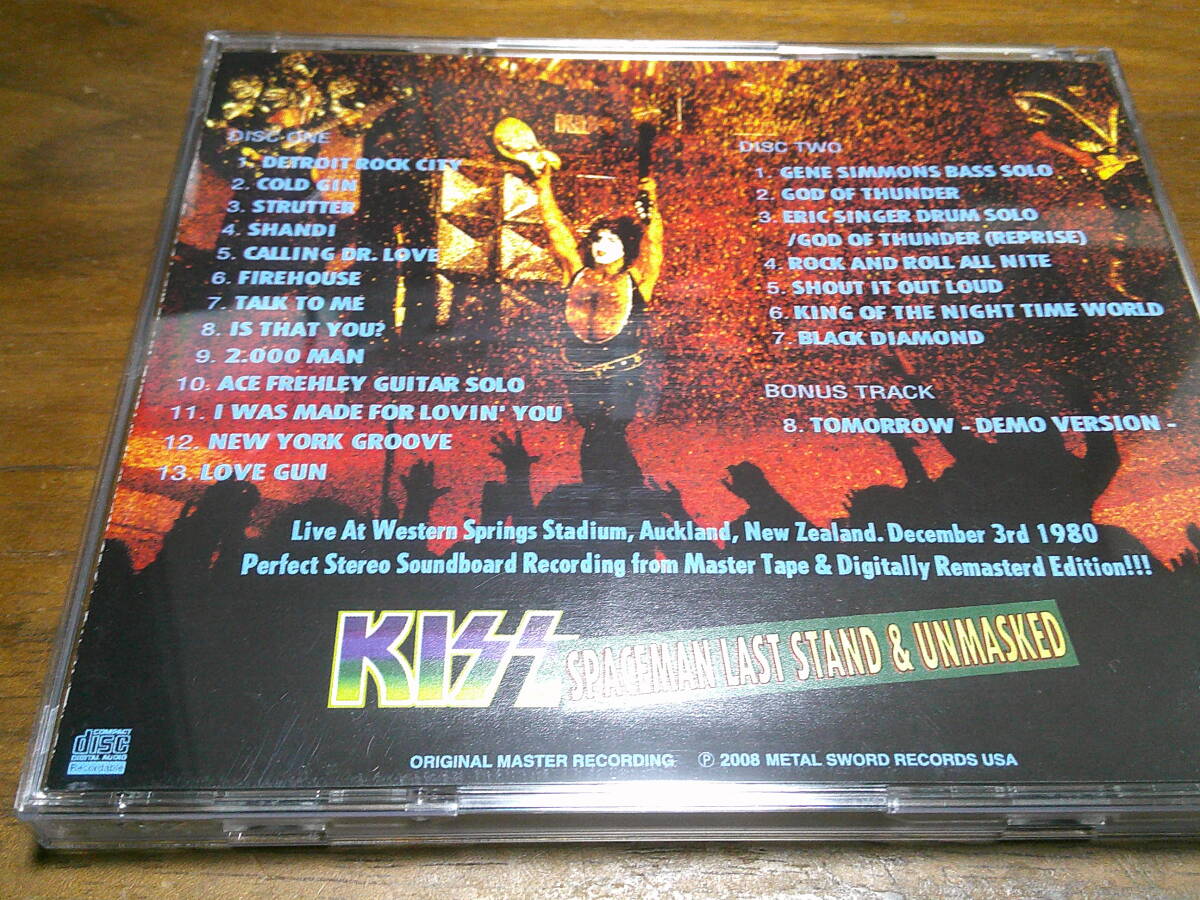 DISC ONE
1. DETROIT ROCK CITY
2. COLD GIN
3. STRUTTER
4. SHANDI
5. CALLING DR. LOVE
6. FIREHOUSE
7. TALK TO ME
8. IS THAT YOU?
9. 2.000 MAN
10. ACE FREHLEY GUITAR SOLO
11. I WAS MADE FOR LOVIN' YOU
12. NEW YORK GROOVE
13. LOVE GUN
DISC TWO
1. GENE SIMMONS BASS SOLO
2. GOD OF THUNDER
3. ERIC SINGER DRUM SOLO
/GOD OF THUNDER (REPRISE)
4. ROCK AND ROLL ALL NITE
5. SHOUT IT OUT LOUD
6. KING OF THE NIGHT TIME WORLD
7. BLACK DIAMOND
BONUS TRACK
8. TOMORROW - DEMO VERSION -
Live At Western Springs Stadium, Auckland, New Zealand. December 3rd 1980
Perfect Stereo Soundboard Recording from Master Tape & Digitally Remasterd Edition!!!
KISS SPACEMAN LAST STAND & UNMASKED
COMPACT
disc
DIGITAL AUDIO
Recordable
ORIGINAL MASTER RECORDING ℗ 2008 METAL SWORD RECORDS USA